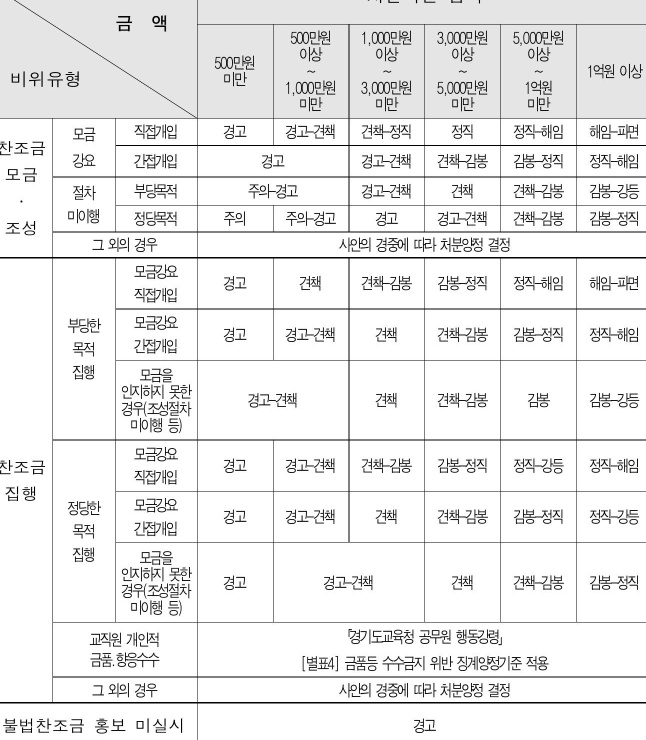 금 액
비위유형
500만원 미만
500만원 이상 ~ 1,000만원 미만
1,000만원 이상 ~ 3,000만원 미만
3,000만원 이상 ~ 5,000만원 미만
5,000만원 이상 ~ 1억원 미만
1억원 이상
찬조금 모금 · 조성
모금 강요
직접개입 경고 경고-견책 견책-정직 정직 정직-해임 해임-파면
간접개입 경고 경고-견책 견책-감봉 감봉-정직 정직-해임
절차 미이행
부당목적 주의-경고 경고-견책 견책 견책-감봉 감봉-강등
정당목적 주의 주의-경고 경고 경고-견책 견책-감봉 감봉-정직
그 외의 경우 사안의 경중에 따라 처분양정 결정
찬조금 집행
부당한 목적 집행
모금강요 직접개입 경고 견책 견책-감봉 감봉-정직 정직-해임 해임-파면
모금강요 간접개입 경고 경고-견책 견책 견책-감봉 감봉-정직 정직-해임
모금을 인지하지 못한 경우(조성절차 미이행 등) 경고-견책 견책 견책-감봉 감봉 감봉-강등
정당한 목적 집행
모금강요 직접개입 경고 경고-견책 견책-감봉 감봉-정직 정직-강등 정직-해임
모금강요 간접개입 경고 경고-견책 견책 견책-감봉 감봉-정직 정직-강등
모금을 인지하지 못한 경우(조성절차 미이행 등) 경고 경고-견책 견책 견책-감봉 감봉-정직
교직원 개인적 금품.향응수수
「경기도교육청 공무원 행동강령」
[별표4] 금품등 수수금지 위반 징계양정기준 적용
그 외의 경우 사안의 경중에 따라 처분양정 결정
불법찬조금 홍보 미실시 경고